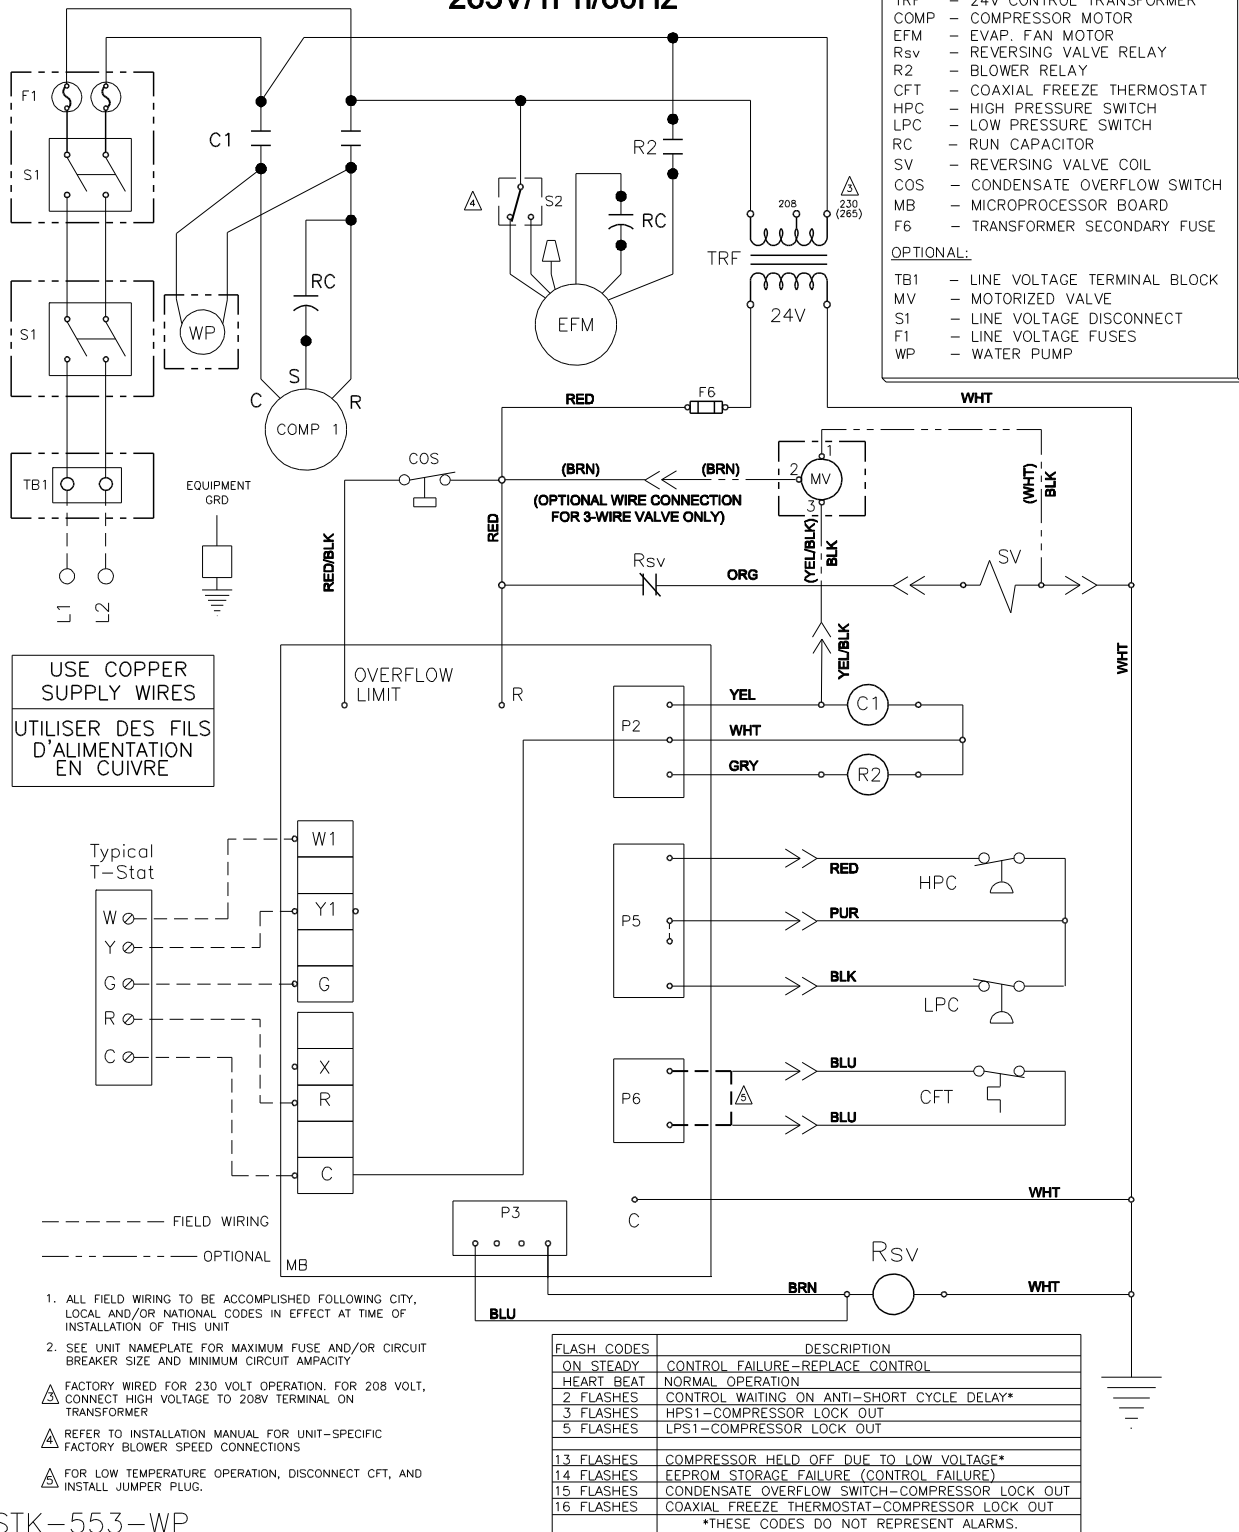 265V/1Ph/60HZ
TRF – 24V CONTROL TRANSFORMER
COMP – COMPRESSOR MOTOR
EFM – EVAP. FAN MOTOR
Rsv – REVERSING VALVE RELAY
R2 – BLOWER RELAY
CFT – COAXIAL FREEZE THERMOSTAT
HPC – HIGH PRESSURE SWITCH
LPC – LOW PRESSURE SWITCH
RC – RUN CAPACITOR
SV – REVERSING VALVE COIL
COS – CONDENSATE OVERFLOW SWITCH
MB – MICROPROCESSOR BOARD
F6 – TRANSFORMER SECONDARY FUSE
OPTIONAL:
TB1 – LINE VOLTAGE TERMINAL BLOCK
MV – MOTORIZED VALVE
S1 – LINE VOLTAGE DISCONNECT
F1 – LINE VOLTAGE FUSES
WP – WATER PUMP
F1
C1
R2
S1
4
S2
RC
3
208
230
(265)
TRF
24V
RC
WP
EFM
S1
S
C
R
COMP 1
RED
F6
WHT
TB1
EQUIPMENT
GRD
COS
(BRN)
(BRN)
(OPTIONAL WIRE CONNECTION
FOR 3-WIRE VALVE ONLY)
1
2
MV
3
(WHT)
BLK
RED/BLK
RED
(YEL/BLK)
BLK
Rsv
ORG
SV
L1
L2
YEL/BLK
WHT
USE COPPER
SUPPLY WIRES
UTILISER DES FILS
D'ALIMENTATION
EN CUIVRE
OVERFLOW
LIMIT
R
P2
YEL
C1
WHT
GRY
R2
Typical
T-Stat
W
Y
G
R
C
W1
Y1
G
X
R
C
P5
RED
HPC
PUR
BLK
LPC
P6
5
BLU
CFT
BLU
WHT
C
P3
MB
Rsv
BRN
WHT
BLU
FIELD WIRING
OPTIONAL
1. ALL FIELD WIRING TO BE ACCOMPLISHED FOLLOWING CITY,
LOCAL AND/OR NATIONAL CODES IN EFFECT AT TIME OF
INSTALLATION OF THIS UNIT
2. SEE UNIT NAMEPLATE FOR MAXIMUM FUSE AND/OR CIRCUIT
BREAKER SIZE AND MINIMUM CIRCUIT AMPACITY
3 FACTORY WIRED FOR 230 VOLT OPERATION. FOR 208 VOLT,
CONNECT HIGH VOLTAGE TO 208V TERMINAL ON
TRANSFORMER
4 REFER TO INSTALLATION MANUAL FOR UNIT-SPECIFIC
FACTORY BLOWER SPEED CONNECTIONS
5 FOR LOW TEMPERATURE OPERATION, DISCONNECT CFT, AND
INSTALL JUMPER PLUG.
FLASH CODES DESCRIPTION
ON STEADY CONTROL FAILURE–REPLACE CONTROL
HEART BEAT NORMAL OPERATION
2 FLASHES CONTROL WAITING ON ANTI–SHORT CYCLE DELAY*
3 FLASHES HPS1–COMPRESSOR LOCK OUT
5 FLASHES LPS1–COMPRESSOR LOCK OUT
13 FLASHES COMPRESSOR HELD OFF DUE TO LOW VOLTAGE*
14 FLASHES EEPROM STORAGE FAILURE (CONTROL FAILURE)
15 FLASHES CONDENSATE OVERFLOW SWITCH–COMPRESSOR LOCK OUT
16 FLASHES COAXIAL FREEZE THERMOSTAT–COMPRESSOR LOCK OUT
*THESE CODES DO NOT REPRESENT ALARMS.
STK–553–WP